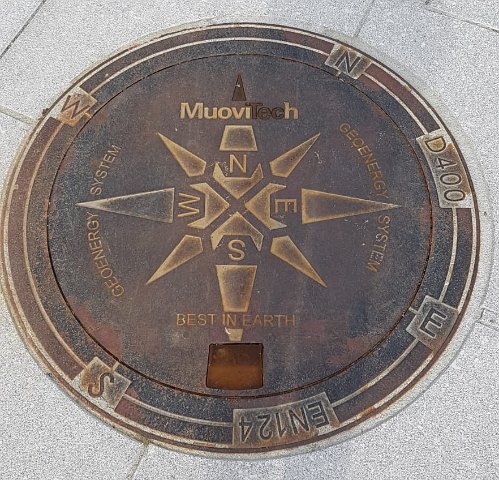 MuoviTech
N
W E
S
GEOENERGY SYSTEM
GEOENERGY SYSTEM
BEST IN EARTH
N
D400
E
EN124
S
W